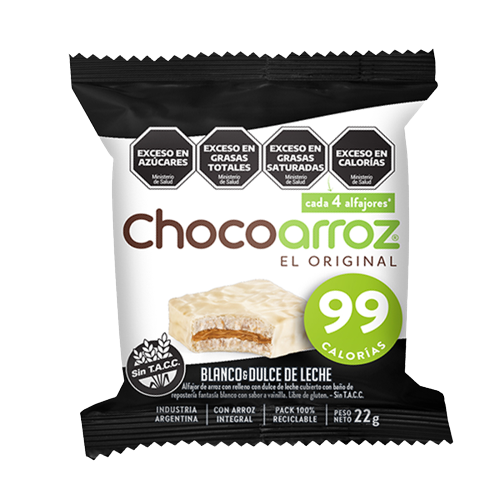 EXCESO EN
AZÚCARES
Ministerio
de Salud
EXCESO EN
GRASAS
TOTALES
Ministerio
de Salud
EXCESO EN
GRASAS
SATURADAS
Ministerio
de Salud
EXCESO EN
CALORÍAS
Ministerio
de Salud
cada 4 alfajores*
Chocoarroz®
EL ORIGINAL
99
CALORÍAS
Sin T.A.C.C.
BLANCO&DULCE DE LECHE
Alfajor de arroz con relleno con dulce de leche cubierto con baño de
repostería fantasía blanco con sabor a vainilla. Libre de gluten. - Sin T.A.C.C.
INDUSTRIA
ARGENTINA
CON ARROZ
INTEGRAL
PACK 100%
RECICLABLE
PESO
NETO 22g